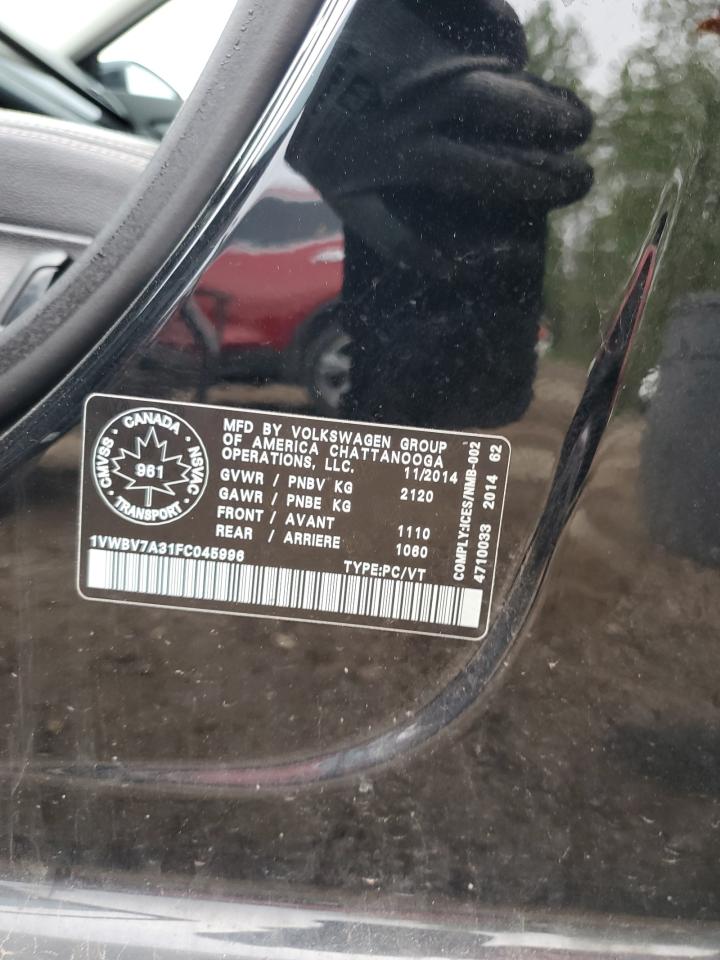 CANADA
CMVSS
NSVAC
961
TRANSPORT
MFD BY VOLKSWAGEN GROUP
OF AMERICA CHATTANOOGA
OPERATIONS, LLC. 11/2014
GVWR / PNBV KG 2120
GAWR / PNBE KG
FRONT / AVANT 1110
REAR / ARRIERE 1060
1VWBV7A31FC045996
TYPE:PC/VT
COMPLY:ICES/NMB-002
4710033 2014 62